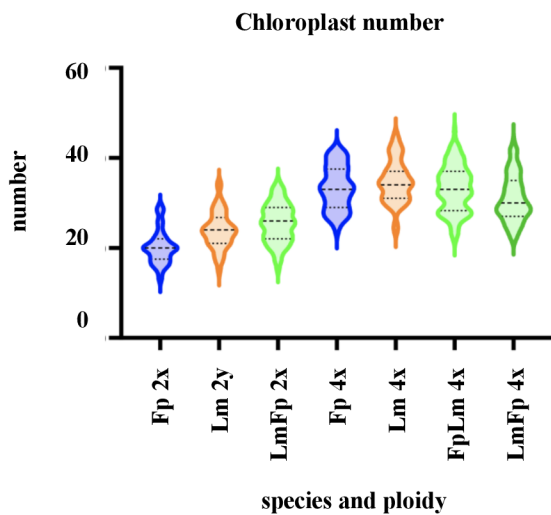 Chloroplast number
60
40
20
0
number
Fp 2x
Lm 2y
LmFp 2x
Fp 4x
Lm 4x
FpLm 4x
LmFp 4x
species and ploidy